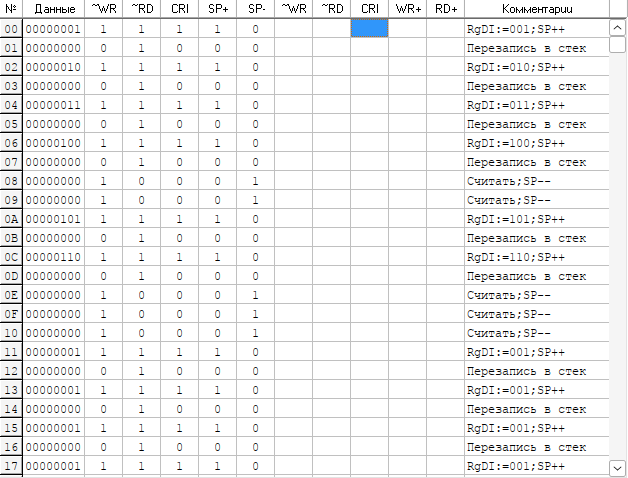 № Данные ~WR ~RD CRI SP+ SP- ~WR ~RD CRI WR+ RD+ Комментарии
00 00000001 1 1 1 1 0 RgDI:=001;SP++
01 00000000 0 1 0 0 0 Перезапись в стек
02 00000010 1 1 1 1 0 RgDI:=010;SP++
03 00000000 0 1 0 0 0 Перезапись в стек
04 00000011 1 1 1 1 0 RgDI:=011;SP++
05 00000000 0 1 0 0 0 Перезапись в стек
06 00000100 1 1 1 1 0 RgDI:=100;SP++
07 00000000 0 1 0 0 0 Перезапись в стек
08 00000000 1 0 0 0 1 Считать;SP--
09 00000000 1 0 0 0 1 Считать;SP--
0A 00000101 1 1 1 1 0 RgDI:=101;SP++
0B 00000000 0 1 0 0 0 Перезапись в стек
0C 00000110 1 1 1 1 0 RgDI:=110;SP++
0D 00000000 0 1 0 0 0 Перезапись в стек
0E 00000000 1 0 0 0 1 Считать;SP--
0F 00000000 1 0 0 0 1 Считать;SP--
10 00000000 1 0 0 0 1 Считать;SP--
11 00000001 1 1 1 1 0 RgDI:=001;SP++
12 00000000 0 1 0 0 0 Перезапись в стек
13 00000001 1 1 1 1 0 RgDI:=001;SP++
14 00000000 0 1 0 0 0 Перезапись в стек
15 00000001 1 1 1 1 0 RgDI:=001;SP++
16 00000000 0 1 0 0 0 Перезапись в стек
17 00000001 1 1 1 1 0 RgDI:=001;SP++